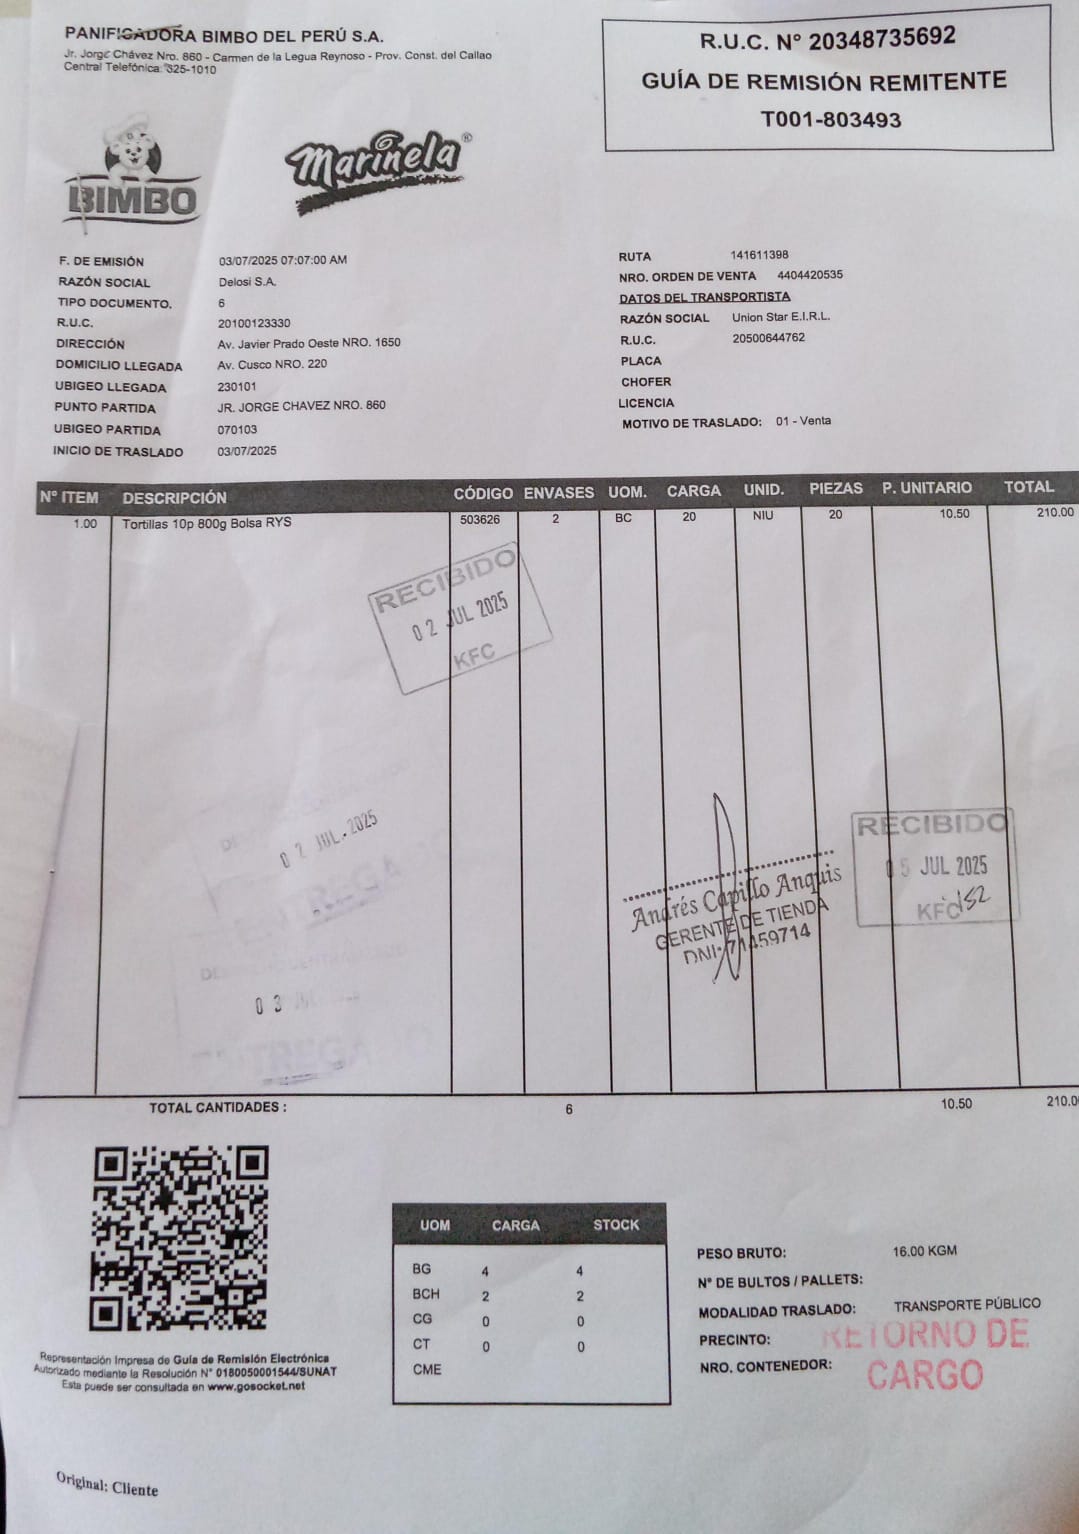 PANIFICADORA BIMBO DEL PERÚ S.A.
Jr. Jorge Chávez Nro. 860 - Carmen de la Legua Reynoso - Prov. Const. del Callao
Central Telefónica: 325-1010
R.U.C. N° 20348735692
GUÍA DE REMISIÓN REMITENTE
T001-803493
BIMBO
Marinela®
F. DE EMISIÓN 03/07/2025 07:07:00 AM
RAZÓN SOCIAL Delosi S.A.
TIPO DOCUMENTO. 6
R.U.C. 20100123330
DIRECCIÓN Av. Javier Prado Oeste NRO. 1650
DOMICILIO LLEGADA Av. Cusco NRO. 220
UBIGEO LLEGADA 230101
PUNTO PARTIDA JR. JORGE CHAVEZ NRO. 860
UBIGEO PARTIDA 070103
INICIO DE TRASLADO 03/07/2025
RUTA 141611398
NRO. ORDEN DE VENTA 4404420535
DATOS DEL TRANSPORTISTA
RAZÓN SOCIAL Union Star E.I.R.L.
R.U.C. 20500644762
PLACA
CHOFER
LICENCIA
MOTIVO DE TRASLADO: 01 - Venta
N° ITEM DESCRIPCIÓN CÓDIGO ENVASES UOM. CARGA UNID. PIEZAS P. UNITARIO TOTAL
1.00 Tortillas 10p 800g Bolsa RYS 503626 2 BC 20 NIU 20 10.50 210.00
RECIBIDO
02 JUL 2025
KFC
02 JUL. 2025
RECIBIDO
05 JUL 2025
KFC 152
Andrés Capillo Anquis
GERENTE DE TIENDA
DNI: 71459714
03
ENTREGADO
TOTAL CANTIDADES : 6 10.50 210.0
UOM CARGA STOCK
BG 4 4
BCH 2 2
CG 0 0
CT 0 0
CME
PESO BRUTO: 16.00 KGM
N° DE BULTOS / PALLETS:
MODALIDAD TRASLADO: TRANSPORTE PÚBLICO
PRECINTO:
NRO. CONTENEDOR:
RETORNO DE
CARGO
Representación Impresa de Guía de Remisión Electrónica
Autorizado mediante la Resolución N° 0180050001544/SUNAT
Esta puede ser consultada en www.gosocket.net
Original: Cliente